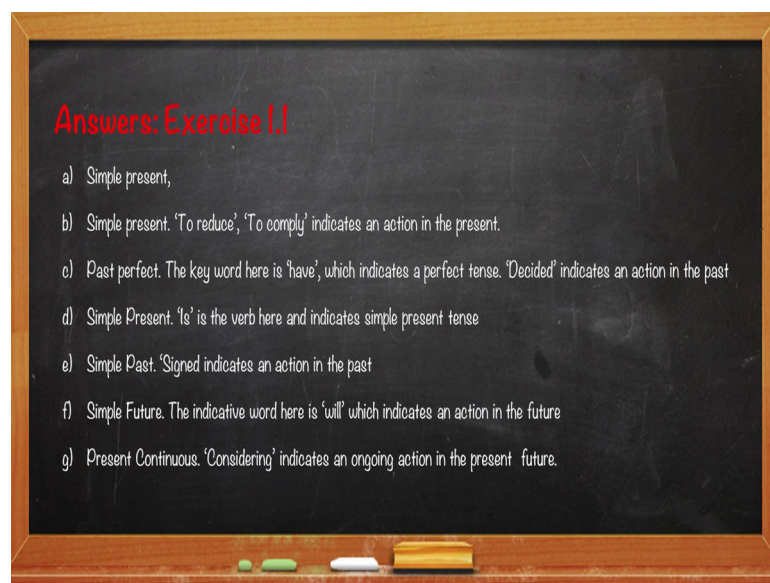 Answers: Exercise 1.1
a) Simple present,
b) Simple present. ‘To reduce’, ‘To comply’ indicates an action in the present.
c) Past perfect. The key word here is ‘have’, which indicates a perfect tense. ‘Decided’ indicates an action in the past
d) Simple Present. ‘Is’ is the verb here and indicates simple present tense
e) Simple Past. ‘Signed indicates an action in the past
f) Simple Future. The indicative word here is ‘will’ which indicates an action in the future
g) Present Continuous. ‘Considering’ indicates an ongoing action in the present future.